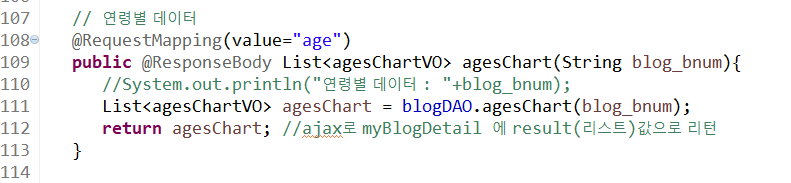 107 // 연령별 데이터
108 @RequestMapping(value="age")
109 public @ResponseBody List<agesChartVO> agesChart(String blog_bnum){
110 //System.out.println("연령별 데이터 : "+blog_bnum);
111 List<agesChartVO> agesChart = blogDAO.agesChart(blog_bnum);
112 return agesChart; //ajax로 myBlogDetail 에 result(리스트)값으로 리턴
113 }
114